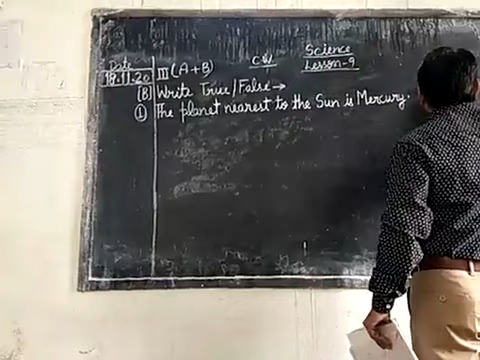 Date
18.11.20 III (A+B) C.W Science
Lesson-9
(B) Write True/False →
(1) The planet nearest to the Sun is Mercury.